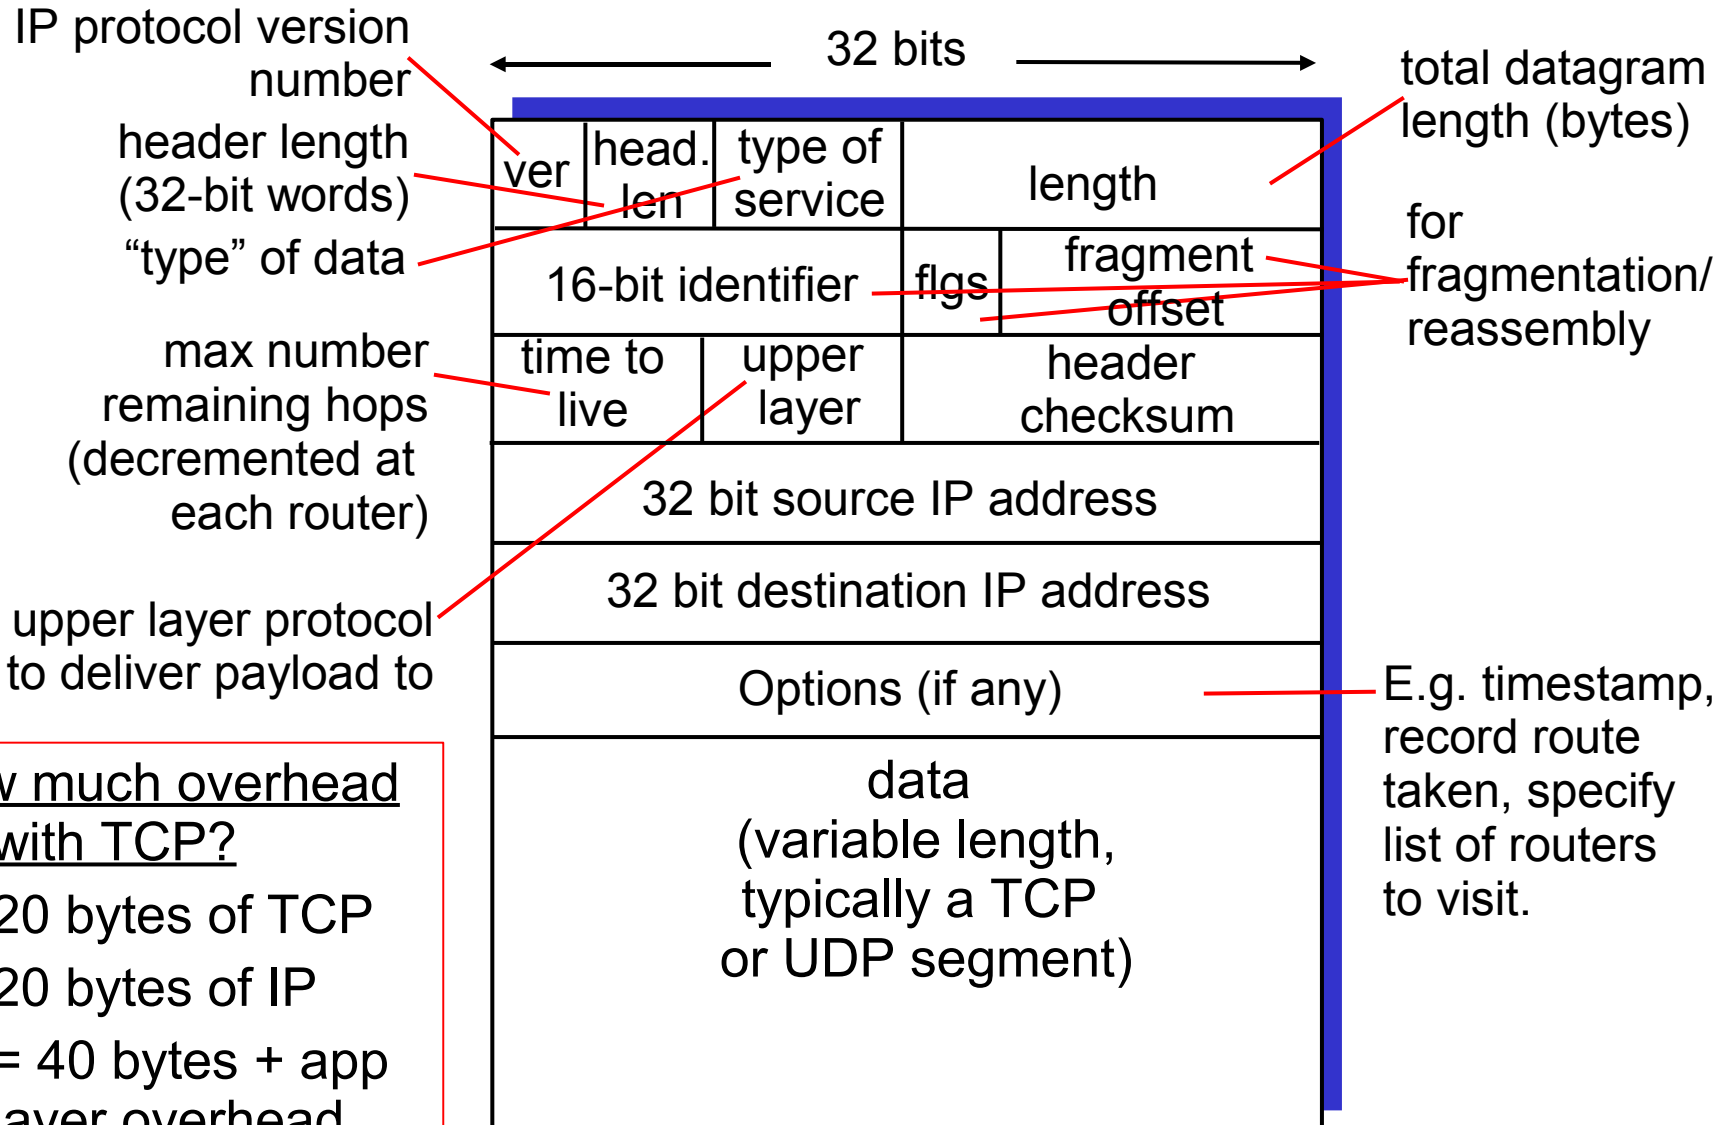 IP protocol version
number
header length
(32-bit words)
“type” of data
max number
remaining hops
(decremented at
each router)
upper layer protocol
to deliver payload to
32 bits
ver
head.
len
type of
service
length
16-bit identifier
flgs
fragment
offset
time to
live
upper
layer
header
checksum
32 bit source IP address
32 bit destination IP address
Options (if any)
data
(variable length,
typically a TCP
or UDP segment)
total datagram
length (bytes)
for
fragmentation/
reassembly
E.g. timestamp,
record route
taken, specify
list of routers
to visit.
much overhead
with TCP?
20 bytes of TCP
20 bytes of IP
= 40 bytes + app
overhead